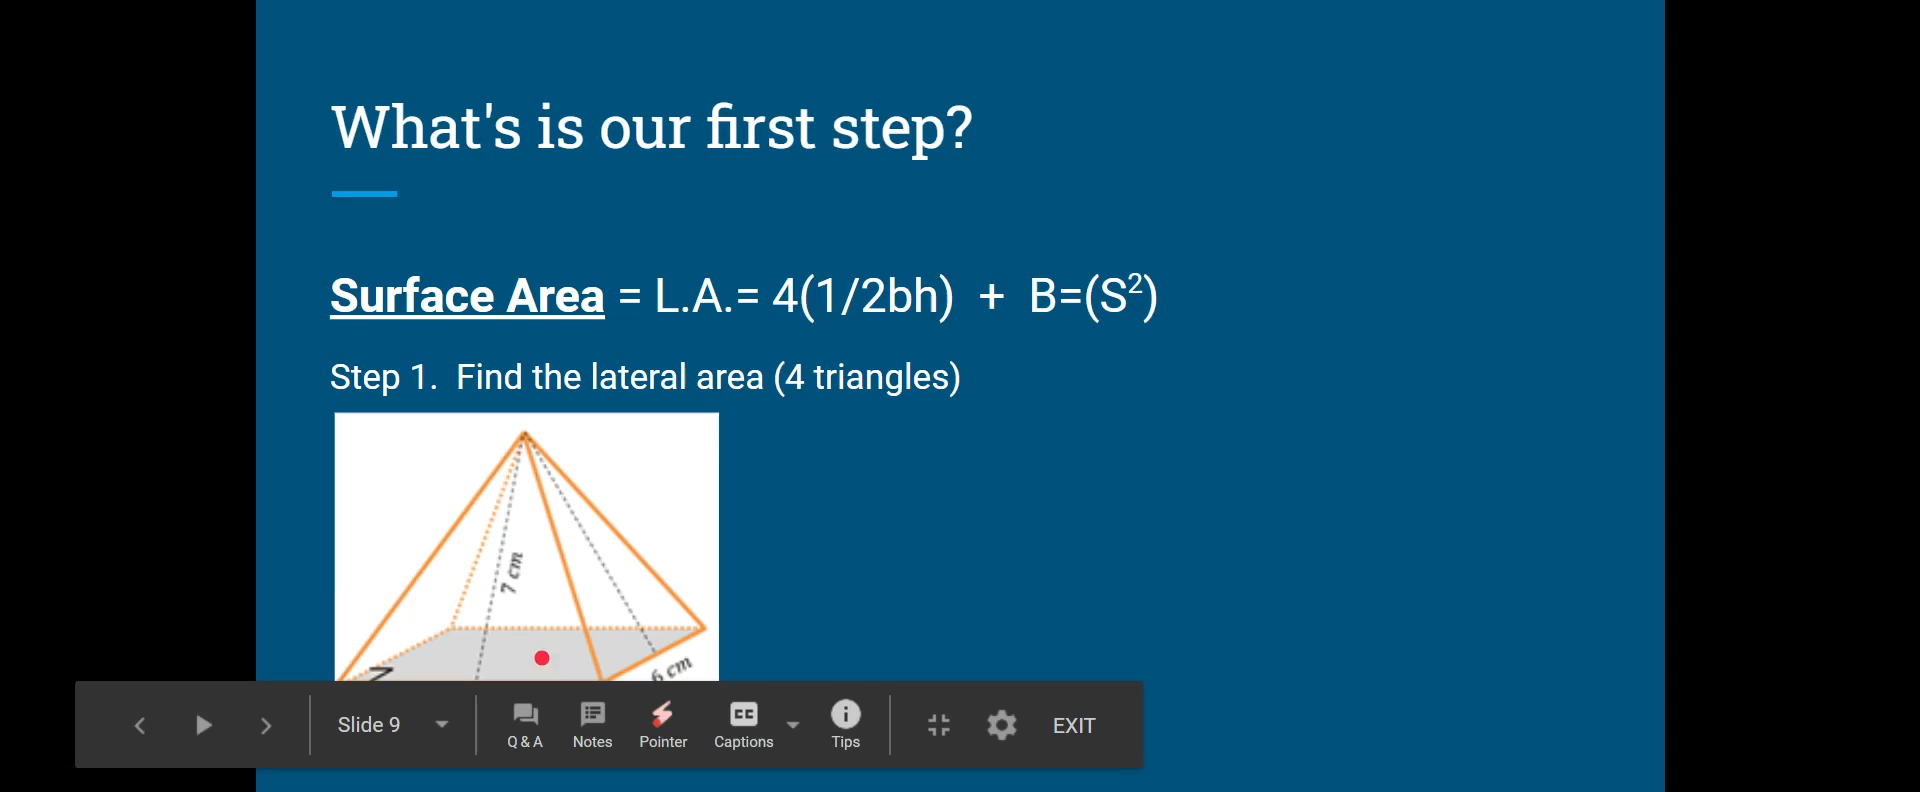 What's is our first step?
Surface Area = L.A.= 4(1/2bh) + B=(S²)
Step 1. Find the lateral area (4 triangles)
7 cm
6 cm
Slide 9
Q & A
Notes
Pointer
Captions
Tips
EXIT